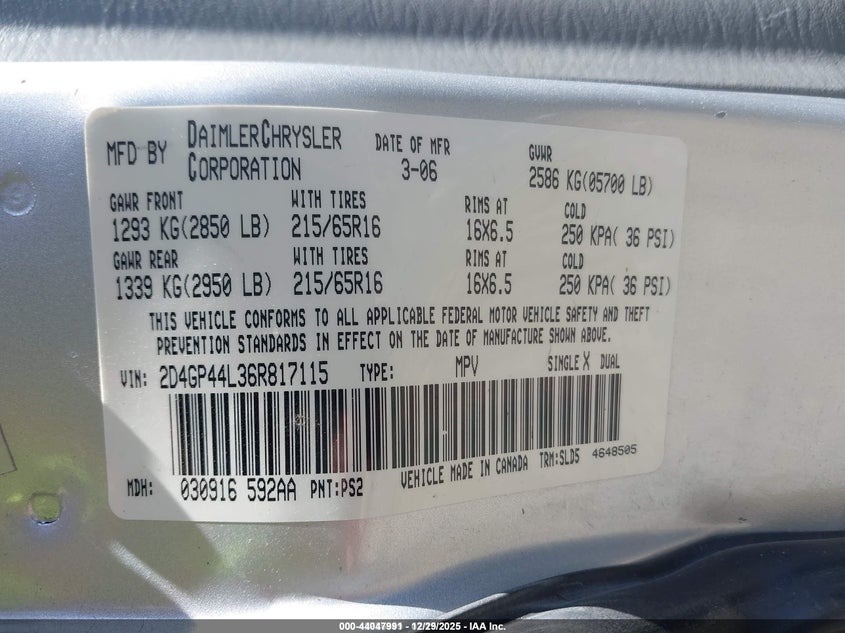 MFD BY DAIMLERCHRYSLER CORPORATION DATE OF MFR 3-06 GVWR 2586 KG(05700 LB)
GAWR FRONT WITH TIRES RIMS AT COLD
1293 KG(2850 LB) 215/65R16 16X6.5 250 KPA( 36 PSI)
GAWR REAR WITH TIRES RIMS AT COLD
1339 KG(2950 LB) 215/65R16 16X6.5 250 KPA( 36 PSI)
THIS VEHICLE CONFORMS TO ALL APPLICABLE FEDERAL MOTOR VEHICLE SAFETY AND THEFT
PREVENTION STANDARDS IN EFFECT ON THE DATE OF MANUFACTURE SHOWN ABOVE.
VIN: 2D4GP44L36R817115 TYPE: MPV SINGLE X DUAL
MDH: 030916 592AA PNT:PS2 VEHICLE MADE IN CANADA TRM:SLD5 4648505
000-44047991 - 12/29/2025 - IAA Inc.